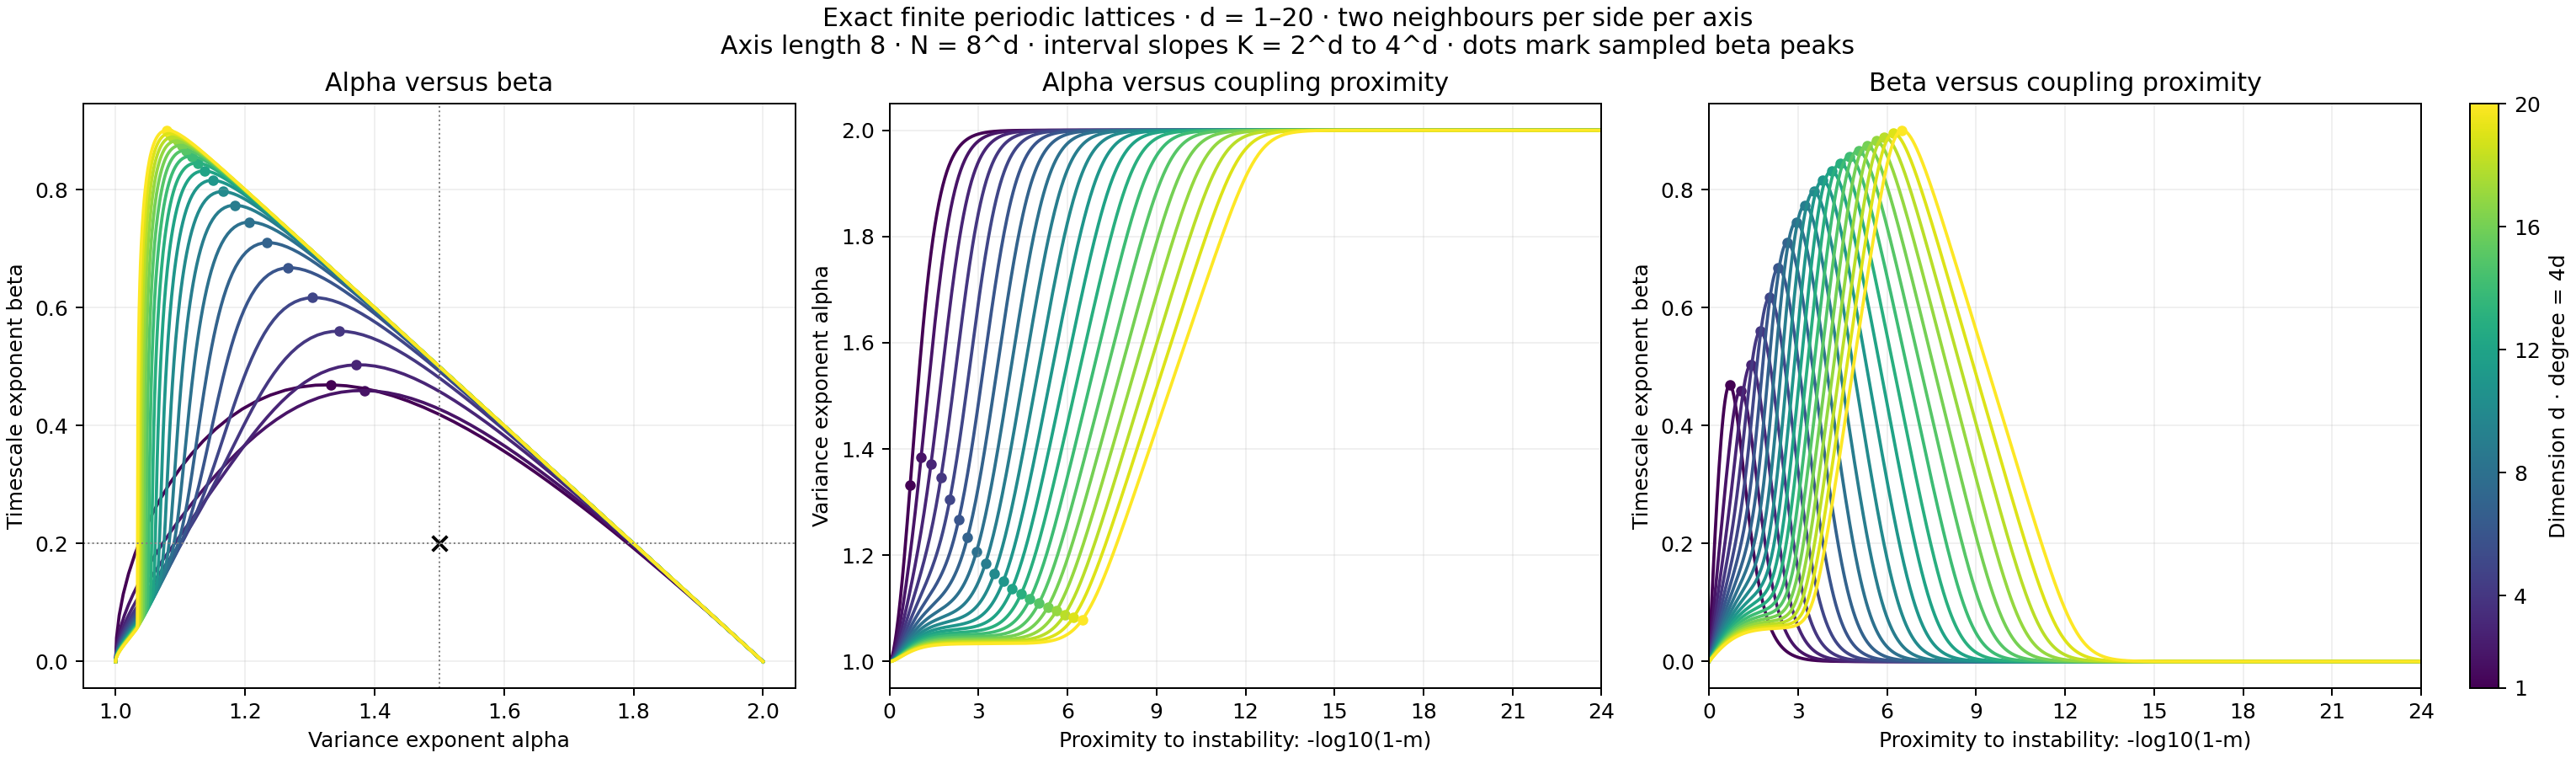 Exact finite periodic lattices · d = 1–20 · two neighbours per side per axis
Axis length 8 · N = 8^d · interval slopes K = 2^d to 4^d · dots mark sampled beta peaks
Alpha versus beta
Timescale exponent beta
0.8
0.6
0.4
0.2
0.0
1.0 1.2 1.4 1.6 1.8 2.0
Variance exponent alpha
Alpha versus coupling proximity
Variance exponent alpha
2.0
1.8
1.6
1.4
1.2
1.0
0 3 6 9 12 15 18 21 24
Proximity to instability: -log10(1-m)
Beta versus coupling proximity
Timescale exponent beta
0.8
0.6
0.4
0.2
0.0
0 3 6 9 12 15 18 21 24
Proximity to instability: -log10(1-m)
20
16
12
8
4
1
Dimension d · degree = 4d